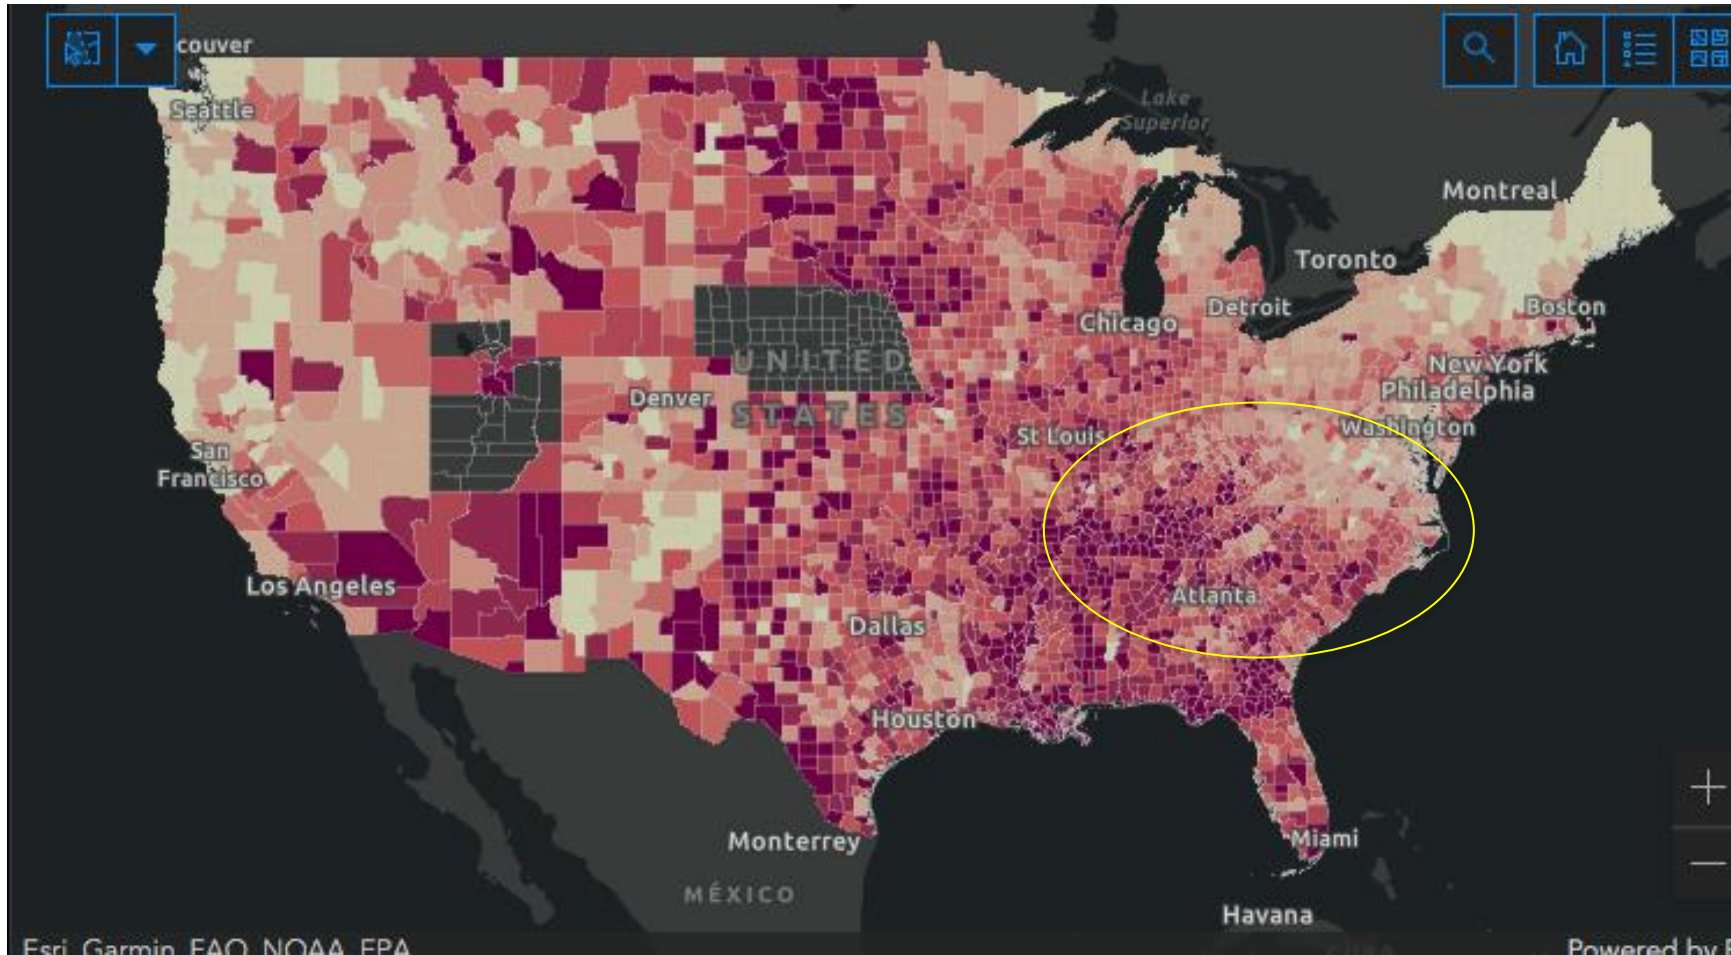 couver
Seattle
Lake
Superior
Montreal
Toronto
Boston
Detroit
Chicago
New York
Philadelphia
UNITED
STATES
Denver
St Louis
Washington
San
Francisco
Los Angeles
Atlanta
Dallas
Houston
Monterrey
Miami
MÉXICO
Havana
Esri, Garmin, FAO, NOAA, EPA
Powered by